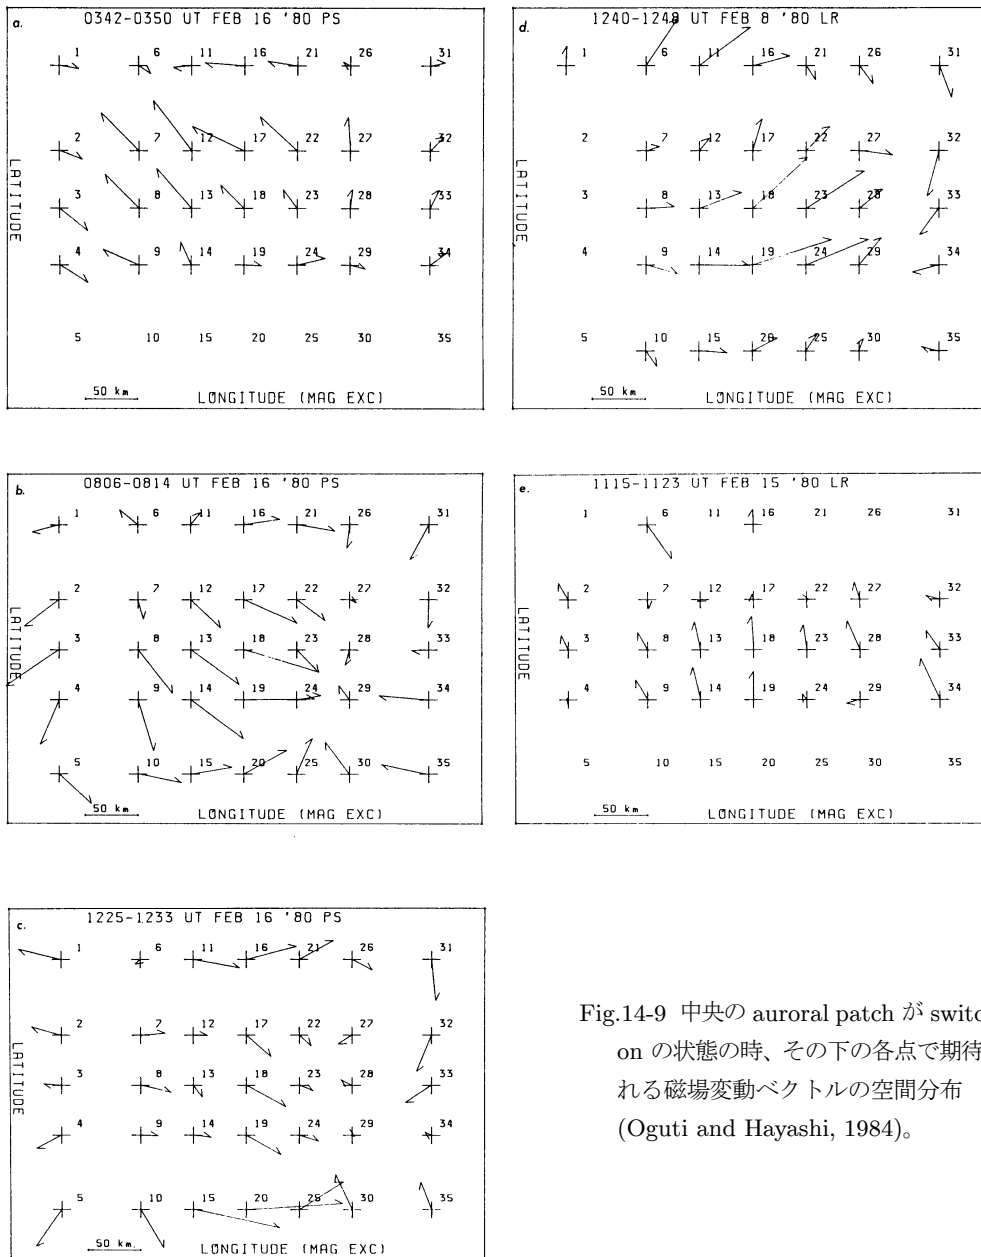 a.
0342-0350 UT FEB 16 '80 PS
1 6 11 16 21 26 31
2 7 12 17 22 27 32
3 8 13 18 23 28 33
4 9 14 19 24 29 34
5 10 15 20 25 30 35
LATITUDE
50 km
LONGITUDE (MAG EXC)
d.
1240-1248 UT FEB 8 '80 LR
1 6 11 16 21 26 31
2 7 12 17 22 27 32
3 8 13 18 23 28 33
4 9 14 19 24 29 34
5 10 15 20 25 30 35
LATITUDE
50 km
LONGITUDE (MAG EXC)
b.
0806-0814 UT FEB 16 '80 PS
1 6 11 16 21 26 31
2 7 12 17 22 27 32
3 8 13 18 23 28 33
4 9 14 19 24 29 34
5 10 15 20 25 30 35
LATITUDE
50 km
LONGITUDE (MAG EXC)
e.
1115-1123 UT FEB 15 '80 LR
1 6 11 16 21 26 31
2 7 12 17 22 27 32
3 8 13 18 23 28 33
4 9 14 19 24 29 34
5 10 15 20 25 30 35
LATITUDE
50 km
LONGITUDE (MAG EXC)
c.
1225-1233 UT FEB 16 '80 PS
1 6 11 16 21 26 31
2 7 12 17 22 27 32
3 8 13 18 23 28 33
4 9 14 19 24 29 34
5 10 15 20 25 30 35
LATITUDE
50 km
LONGITUDE (MAG EXC)
Fig.14-9 中央の auroral patch が switc
on の状態の時、その下の各点で期待
れる磁場変動ベクトルの空間分布
(Oguti and Hayashi, 1984)。